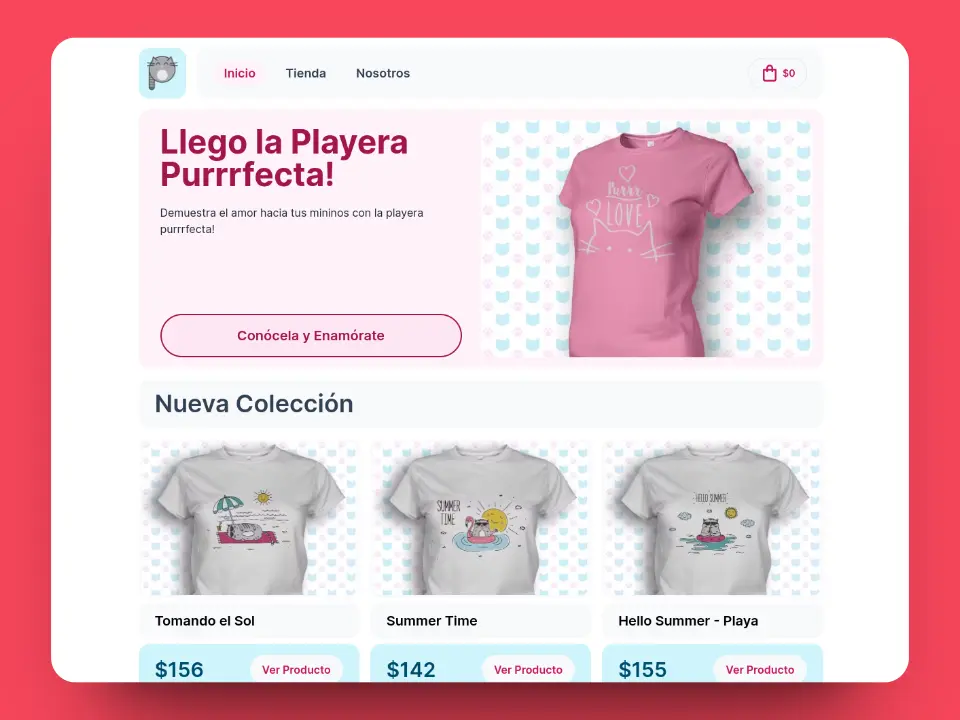 Inicio
Tienda
Nosotros
$0
Llego la Playera
Purrrfecta!
Demuestra el amor hacia tus mininos con la playera
purrrfecta!
Conócela y Enamórate
Purrr
LOVE
Nueva Colección
SUMMER
TIME
HELLO SUMMER
Tomando el Sol
Summer Time
Hello Summer - Playa
$156
Ver Producto
$142
Ver Producto
$155
Ver Producto